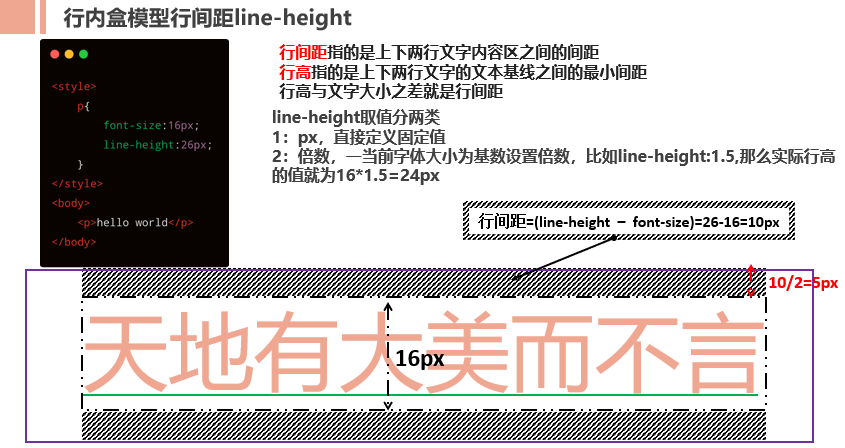 行内盒模型行间距line-height
<style>
p{
font-size:16px;
line-height:26px;
}
</style>
<body>
<p>hello world</p>
</body>
行间距指的是上下两行文字内容区之间的间距
行高指的是上下两行文字的文本基线之间的最小间距
行高与文字大小之差就是行间距
line-height取值分两类
1：px，直接定义固定值
2：倍数，一当前字体大小为基数设置倍数，比如line-height:1.5,那么实际行高
的值就为16*1.5=24px
行间距=(line-height － font-size)=26-16=10px
10/2=5px
天地有大美而不言
16px